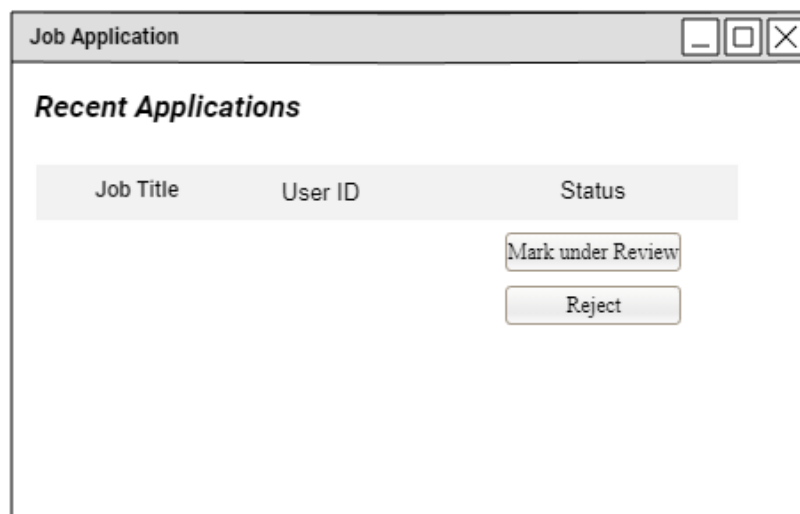 Job Application
Recent Applications
Job Title User ID Status
Mark under Review
Reject